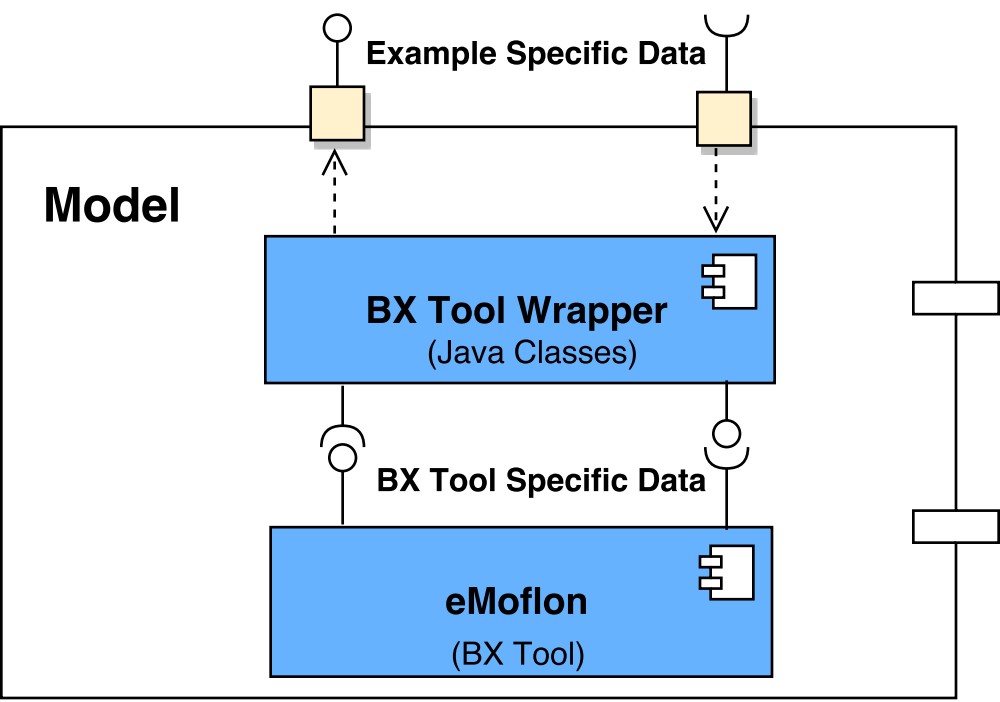 Example Specific Data
Model
BX Tool Wrapper
(Java Classes)
BX Tool Specific Data
eMoflon
(BX Tool)